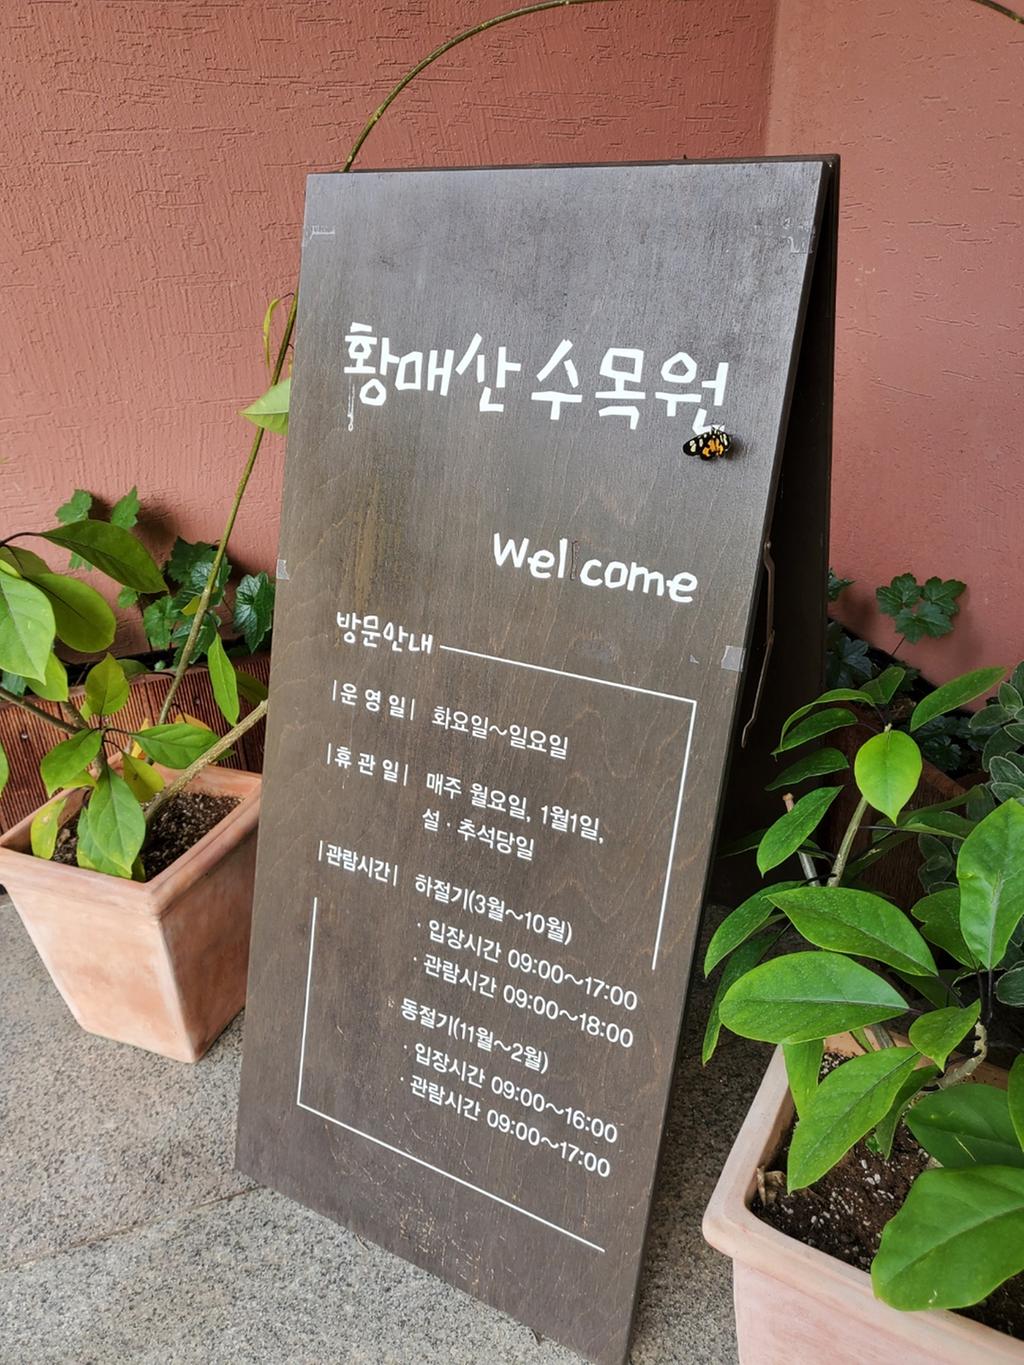 황매산 수목원
Wellcome
방문안내
|운 영 일| 화요일~일요일
|휴 관 일| 매주 월요일, 1월1일,
설 · 추석당일
|관람시간| 하절기(3월~10월)
· 입장시간 09:00~17:00
· 관람시간 09:00~18:00
동절기(11월~2월)
· 입장시간 09:00~16:00
· 관람시간 09:00~17:00